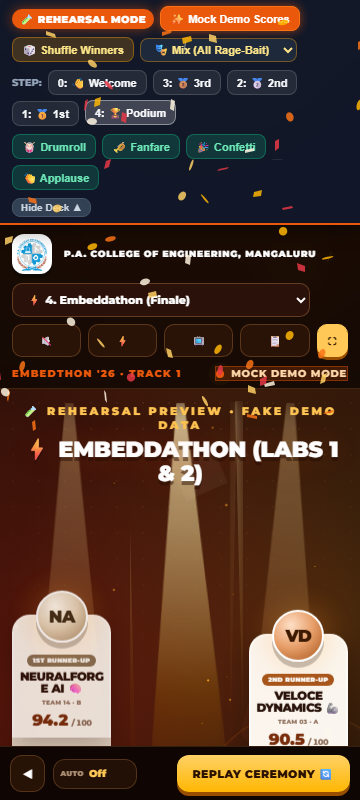 🧪 REHEARSAL MODE ✨ Mock Demo Scores
🎲 Shuffle Winners 🎭 Mix (All Rage-Bait)
STEP: 0: 👋 Welcome 3: 🥉 3rd 2: 🥈 2nd
1: 🥇 1st 4: 🏆 Podium
🥁 Drumroll 🎺 Fanfare 🎉 Confetti
👏 Applause
Hide Deck ▲
P.A. COLLEGE OF ENGINEERING, MANGALURU
⚡ 4. Embeddathon (Finale)
EMBEDTHON '26 · TRACK 1 🧪 MOCK DEMO MODE
🧪 REHEARSAL PREVIEW · FAKE DEMO
DATA
⚡ EMBEDDATHON (LABS 1
& 2)
NA
1ST RUNNER-UP
NEURALFORG
E AI 🧠
TEAM 14 · B
94.2 / 100
VD
2ND RUNNER-UP
VELOCE
DYNAMICS 🦾
TEAM 03 · A
90.5 / 100
◀ AUTO Off REPLAY CEREMONY 🔄